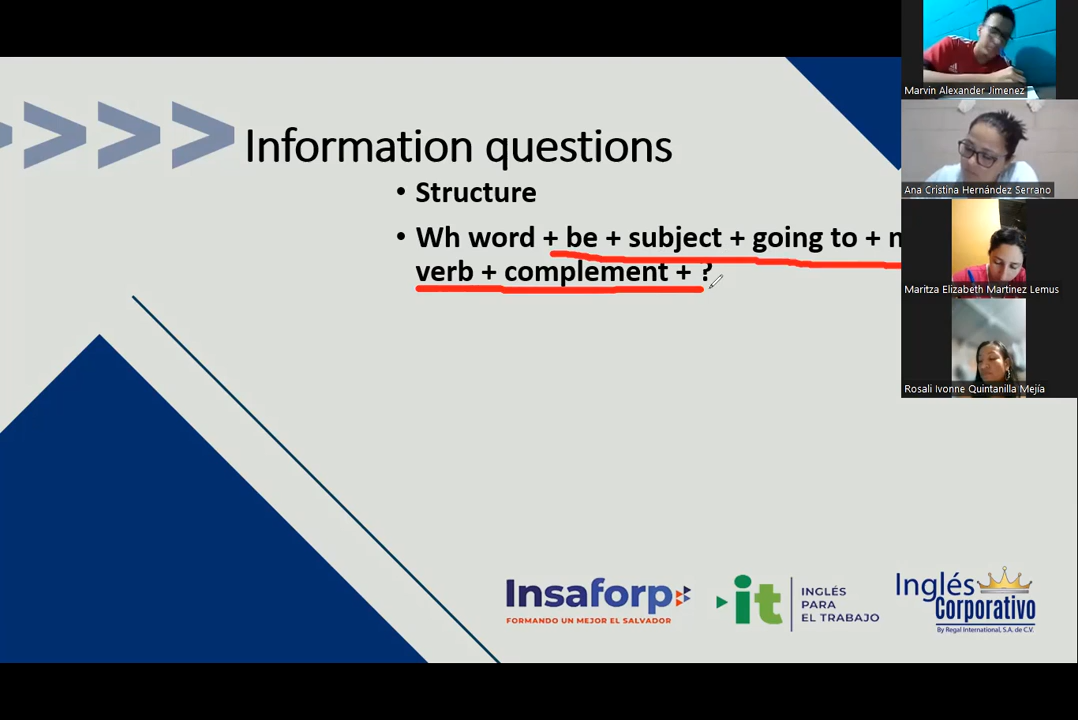 Information questions
• Structure
• Wh word + be + subject + going to +
verb + complement + ?
Marvin Alexander Jimenez
Ana Cristina Hernández Serrano
Maritza Elizabeth Martinez Lemus
Rosali Ivonne Quintanilla Mejía
Insaforp
FORMANDO UN MEJOR EL SALVADOR
it
INGLÉS
PARA
EL TRABAJO
Inglés
Corporativo
By Regal International, S.A. de C.V.